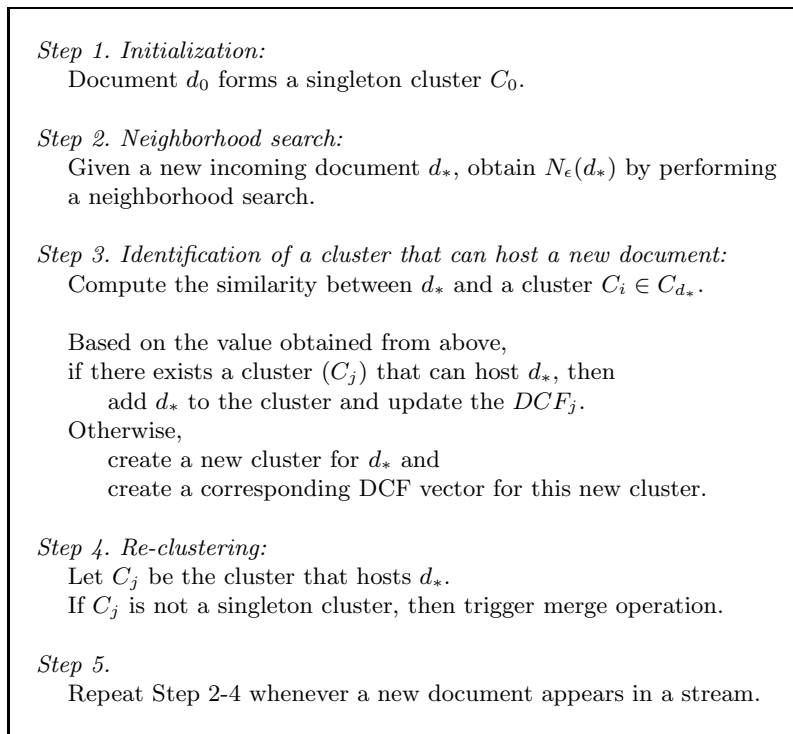 Step 1. Initialization:
Document d₀ forms a singleton cluster C₀.
Step 2. Neighborhood search:
Given a new incoming document d∗, obtain Nϵ(d∗) by performing
a neighborhood search.
Step 3. Identification of a cluster that can host a new document:
Compute the similarity between d∗ and a cluster Cᵢ ∈ C_d∗.
Based on the value obtained from above,
if there exists a cluster (Cⱼ) that can host d∗, then
add d∗ to the cluster and update the DCFⱼ.
Otherwise,
create a new cluster for d∗ and
create a corresponding DCF vector for this new cluster.
Step 4. Re-clustering:
Let Cⱼ be the cluster that hosts d∗.
If Cⱼ is not a singleton cluster, then trigger merge operation.
Step 5.
Repeat Step 2-4 whenever a new document appears in a stream.